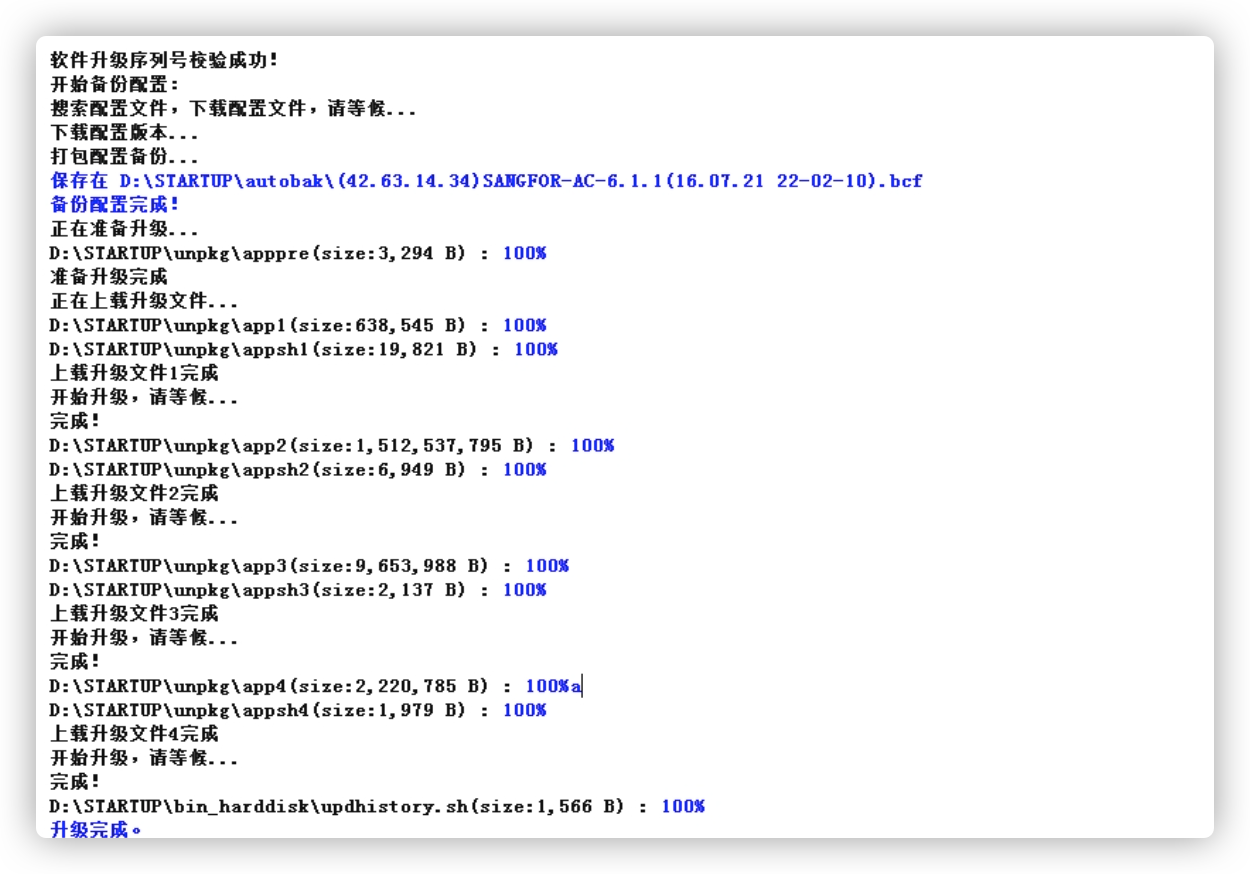 软件升级序列号校验成功!
开始备份配置:
搜索配置文件，下载配置文件，请等候...
下载配置版本...
打包配置备份...
保存在 D:\STARTUP\autobak\(42.63.14.34)SANGFOR-AC-6.1.1(16.07.21 22-02-10).bcf
备份配置完成!
正在准备升级...
D:\STARTUP\unpkg\apppre(size:3,294 B) : 100%
准备升级完成
正在上载升级文件...
D:\STARTUP\unpkg\app1(size:638,545 B) : 100%
D:\STARTUP\unpkg\appsh1(size:19,821 B) : 100%
上载升级文件1完成
开始升级，请等候...
完成!
D:\STARTUP\unpkg\app2(size:1,512,537,795 B) : 100%
D:\STARTUP\unpkg\appsh2(size:6,949 B) : 100%
上载升级文件2完成
开始升级，请等候...
完成!
D:\STARTUP\unpkg\app3(size:9,653,988 B) : 100%
D:\STARTUP\unpkg\appsh3(size:2,137 B) : 100%
上载升级文件3完成
开始升级，请等候...
完成!
D:\STARTUP\unpkg\app4(size:2,220,785 B) : 100%a
D:\STARTUP\unpkg\appsh4(size:1,979 B) : 100%
上载升级文件4完成
开始升级，请等候...
完成!
D:\STARTUP\bin_harddisk\updhistory.sh(size:1,566 B) : 100%
升级完成。